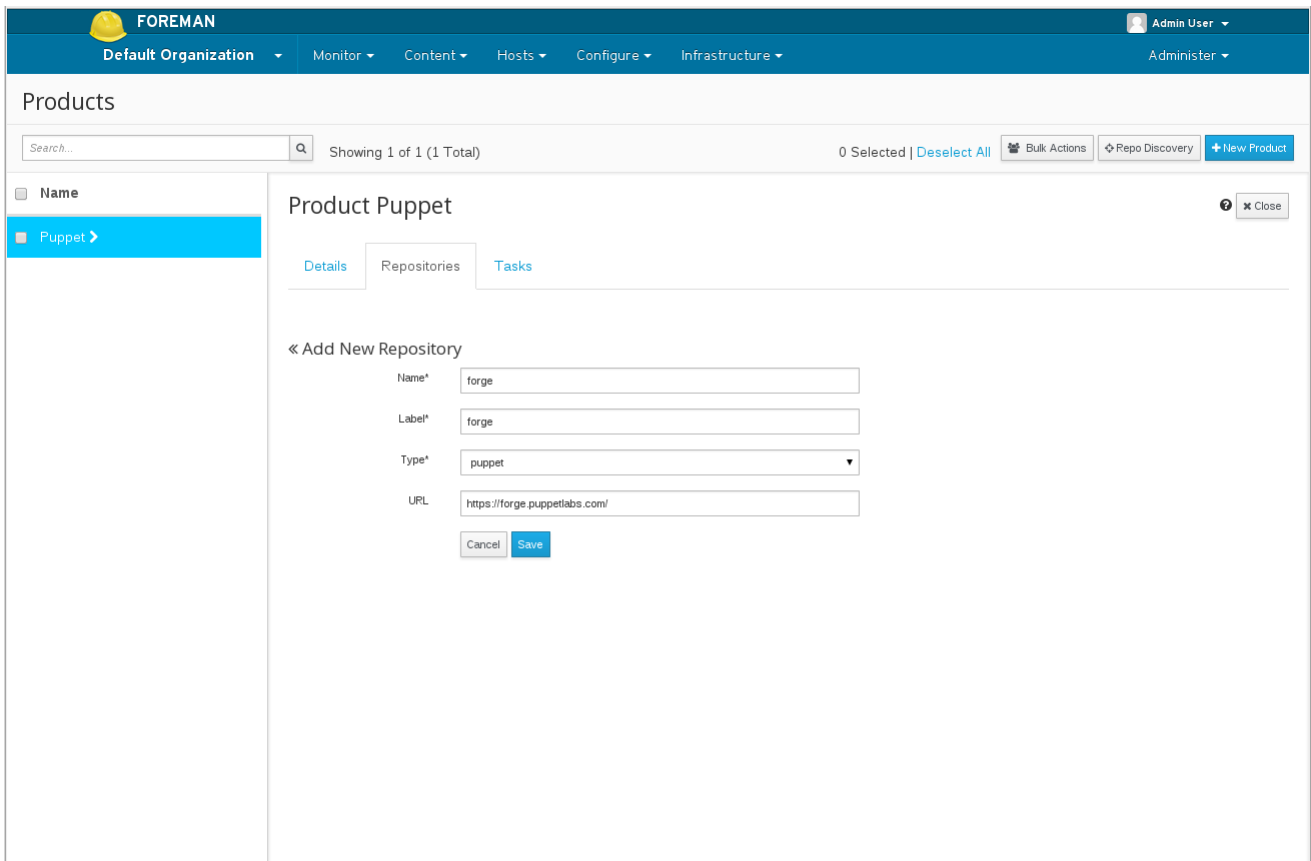 FOREMAN
Admin User
Default Organization Monitor Content Hosts Configure Infrastructure Administer
Products
Search... Showing 1 of 1 (1 Total) 0 Selected | Deselect All Bulk Actions Repo Discovery New Product
Name
Puppet
Product Puppet
Close
Details Repositories Tasks
« Add New Repository
Name* forge
Label* forge
Type* puppet
URL https://forge.puppetlabs.com/
Cancel Save